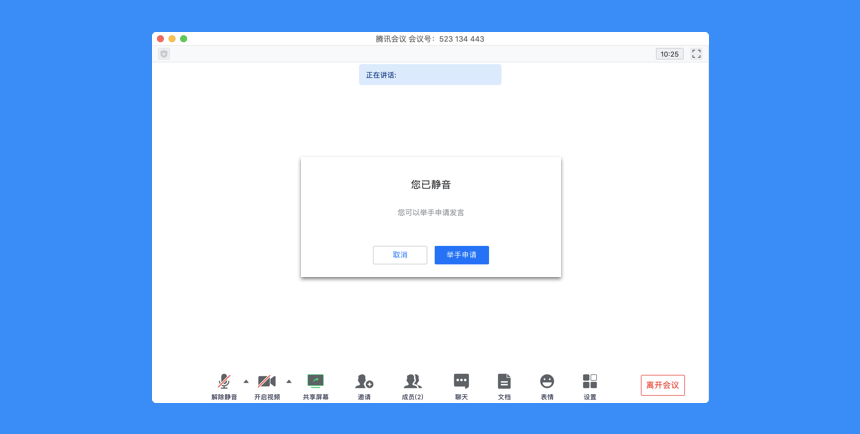 腾讯会议 会议号：523 134 443
10:25
正在讲话:
您已静音
您可以举手申请发言
取消
举手申请
解除静音
开启视频
共享屏幕
邀请
成员(2)
聊天
文档
表情
设置
离开会议